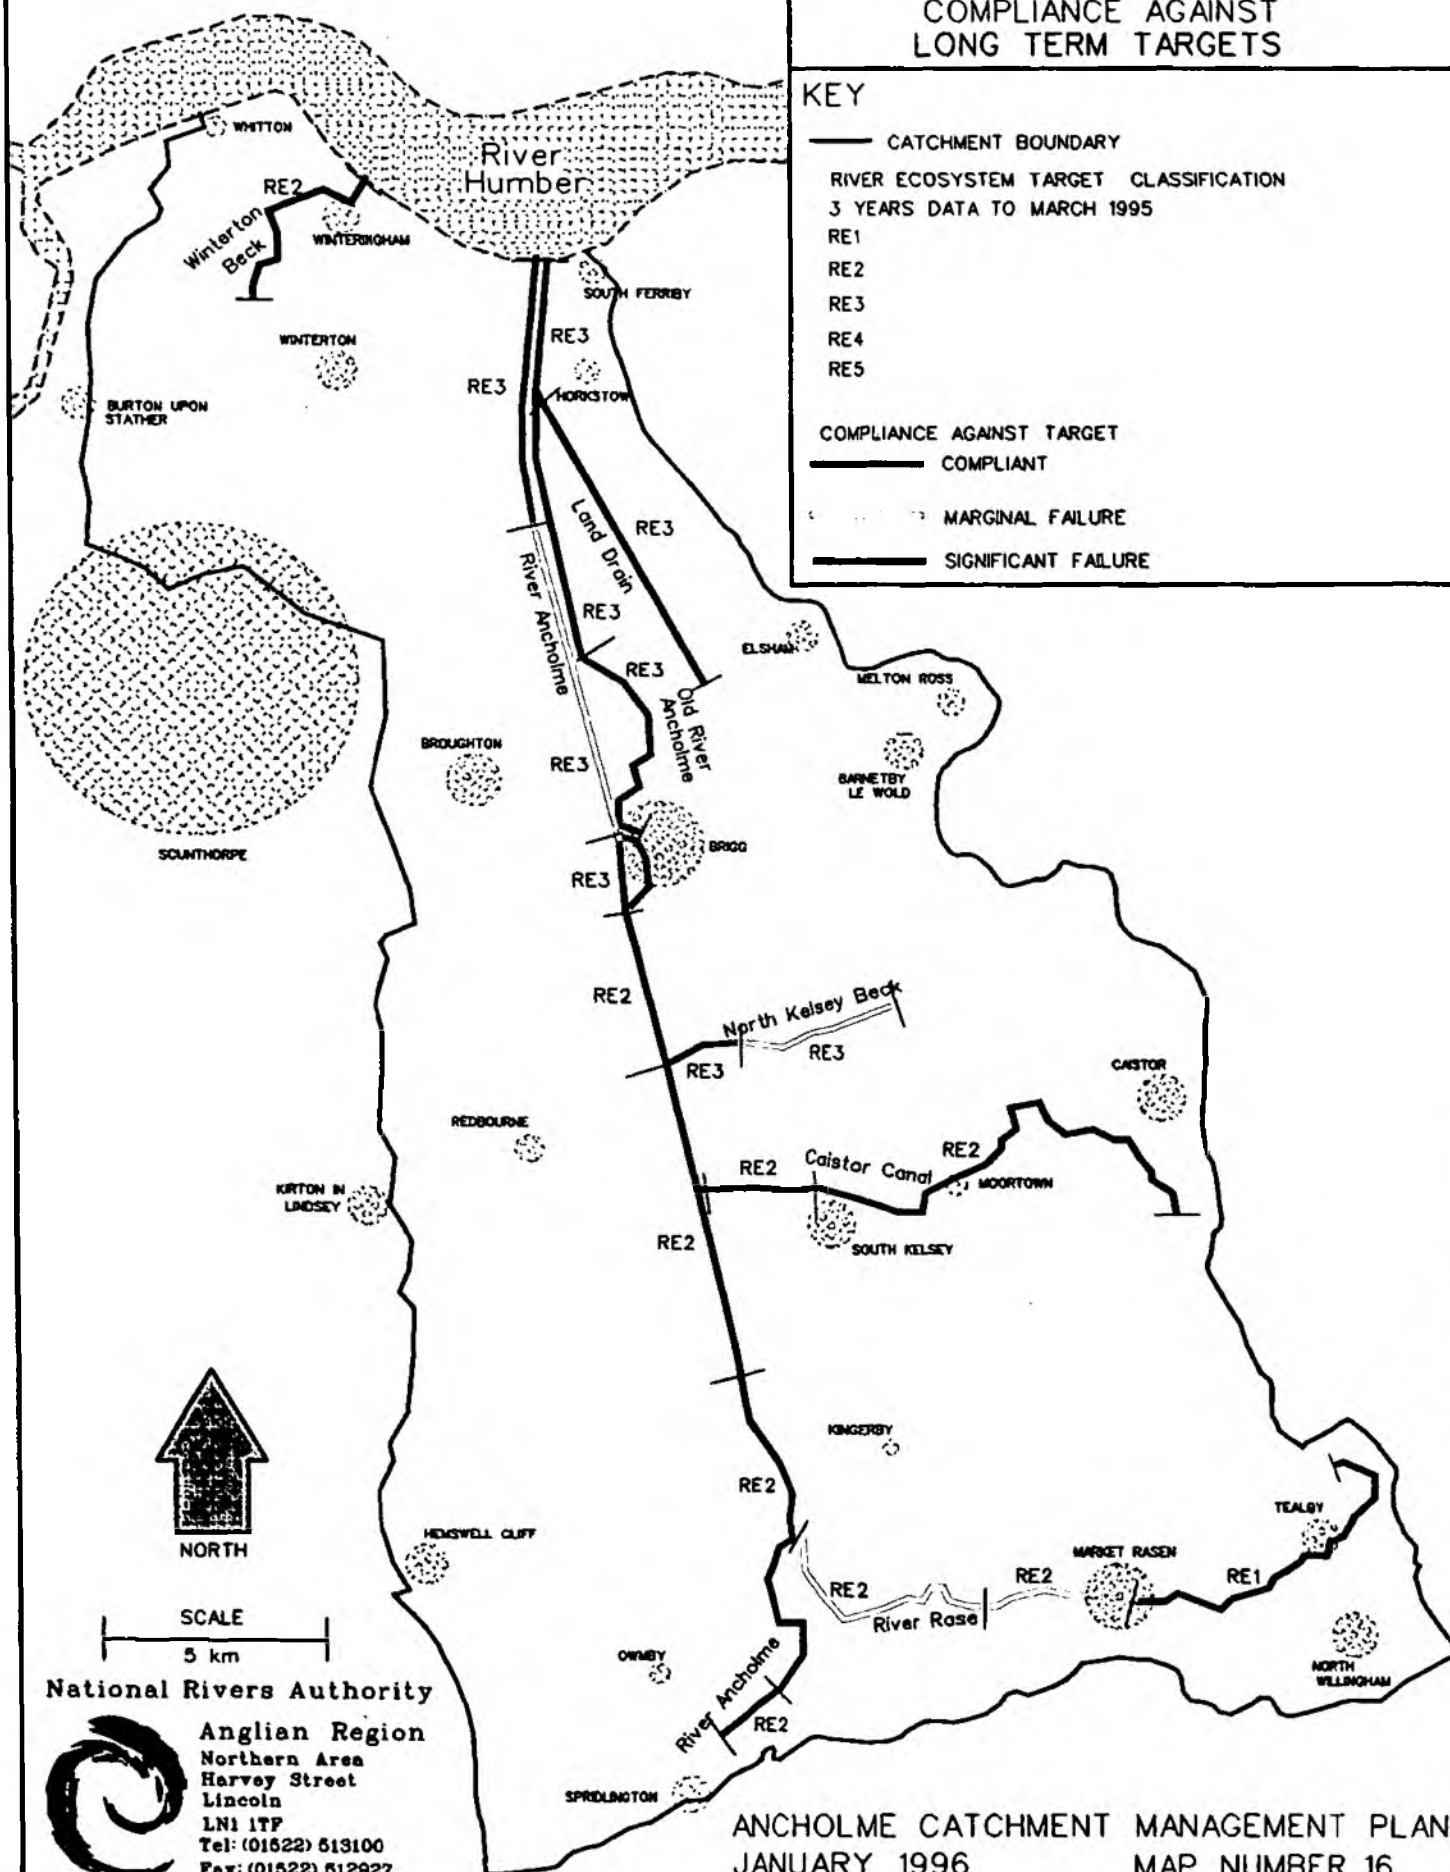 COMPLIANCE AGAINST
LONG TERM TARGETS
KEY
CATCHMENT BOUNDARY
RIVER ECOSYSTEM TARGET CLASSIFICATION
3 YEARS DATA TO MARCH 1995
RE1
RE2
RE3
RE4
RE5
COMPLIANCE AGAINST TARGET
COMPLIANT
MARGINAL FAILURE
SIGNIFICANT FAILURE
WHITTON
River
Humber
RE2
Winterton
Beck
WINTERINGHAM
SOUTH FERRIBY
WINTERTON
RE3
RE3
HORKSTOW
BURTON UPON
STATHER
Land Drain
RE3
River Ancholme
RE3
ELSHAM
RE3
MELTON ROSS
Old River
Ancholme
BROUGHTON
RE3
BARNETBY
LE WOLD
SCUNTHORPE
BRIGG
RE3
RE2
North Kelsey Beck
RE3
RE3
CAISTOR
REDBOURNE
RE2
Caistor Canal
RE2
MOORTOWN
KIRTON IN
LINDSEY
RE2
SOUTH KELSEY
KINGERBY
RE2
TEALBY
HEMSWELL CLIFF
NORTH
MARKET RASEN
RE2
RE2
RE1
River Rase
SCALE
5 km
OWMBY
River Ancholme
NORTH
WILLINGHAM
RE2
National Rivers Authority
Anglian Region
Northern Area
Harvey Street
Lincoln
LN1 1TF
Tel: (01522) 513100
Fax: (01522) 512927
SPRIDLINGTON
ANCHOLME CATCHMENT MANAGEMENT PLAN
JANUARY 1996 MAP NUMBER 16